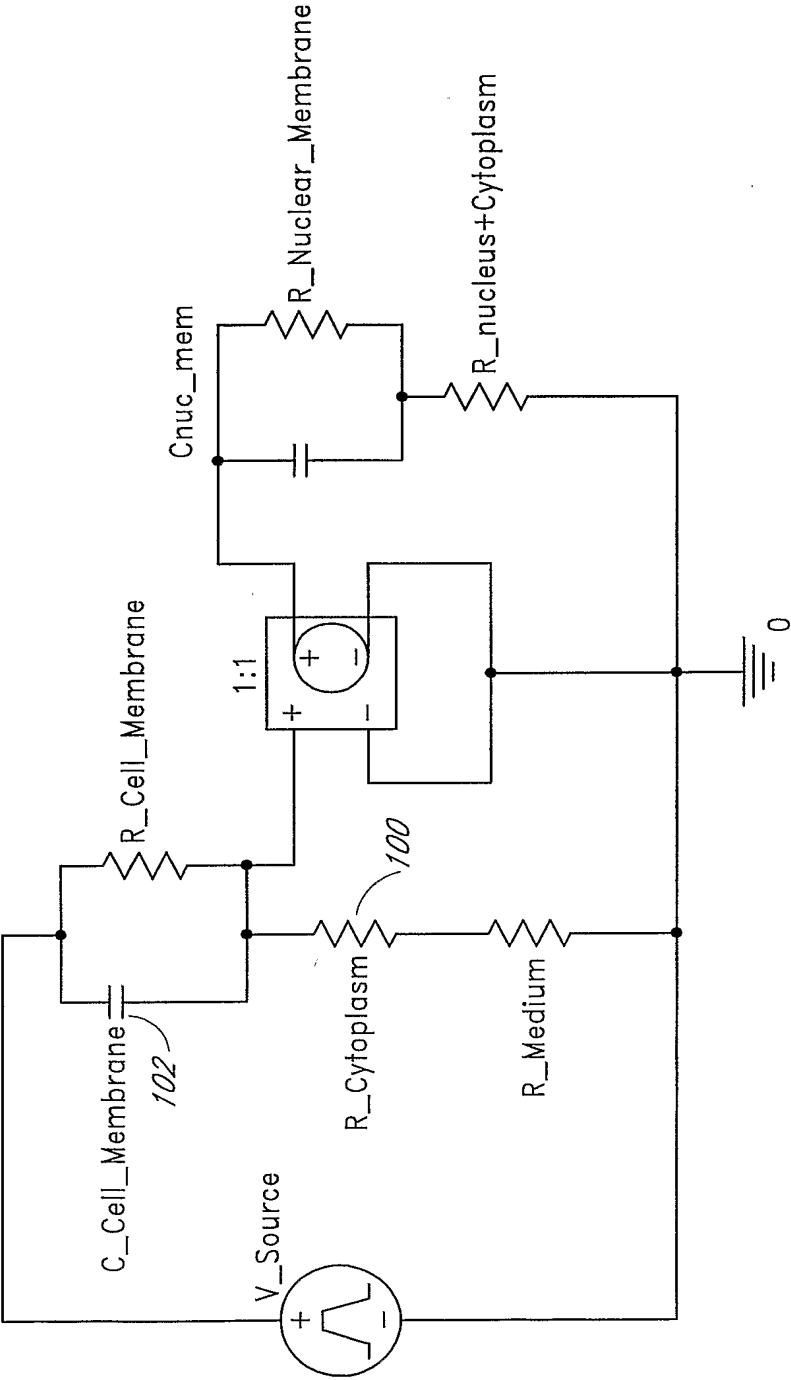 C_Cell_Membrane
102
R_Cell_Membrane
V_Source
+
−
R_Cytoplasm
100
R_Medium
1:1
+
−
+
−
Cnuc_mem
R_Nuclear_Membrane
R_nucleus+Cytoplasm
0